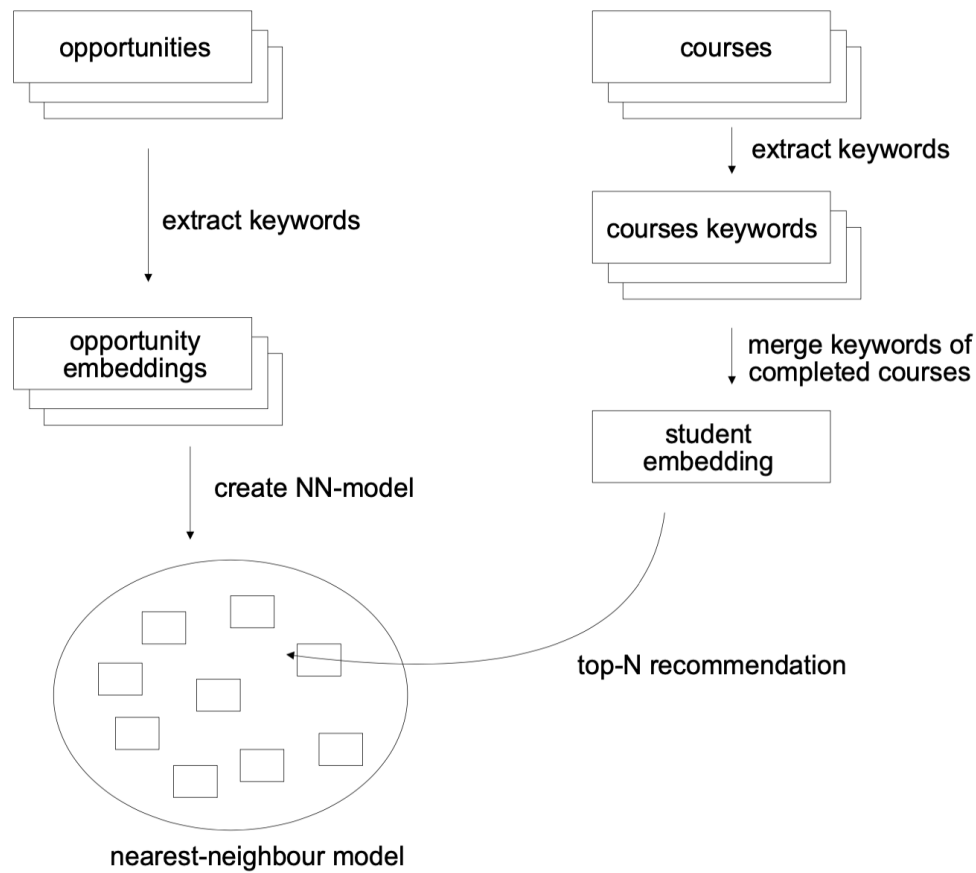 opportunities
extract keywords
opportunity
embeddings
create NN-model
nearest-neighbour model
courses
extract keywords
courses keywords
merge keywords of
completed courses
student
embedding
top-N recommendation